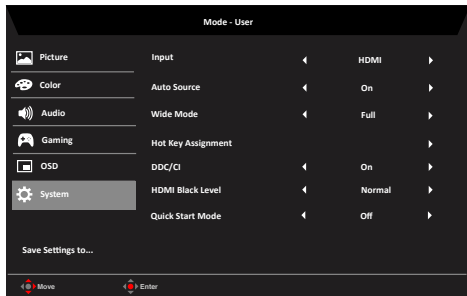 Mode - User
Picture
Input HDMI
Color
Auto Source On
Audio
Wide Mode Full
Gaming
Hot Key Assignment
OSD
DDC/CI On
System
HDMI Black Level Normal
Quick Start Mode Off
Save Settings to...
Move Enter